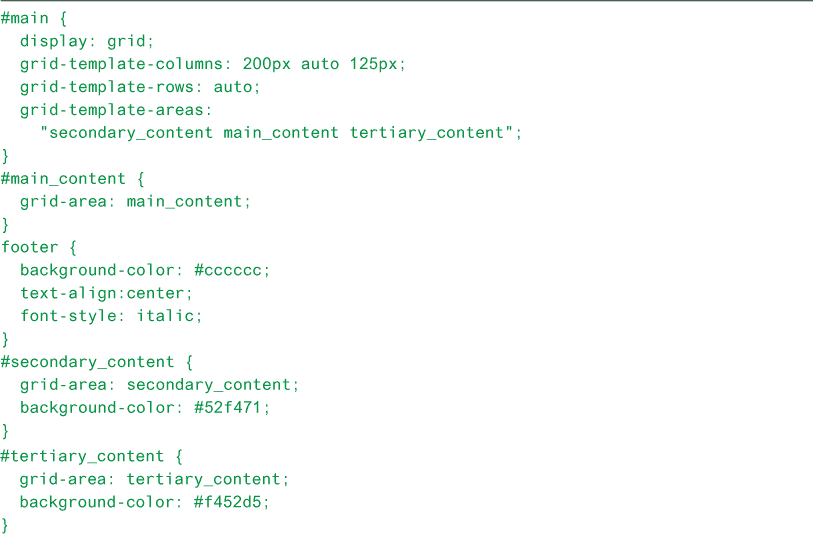 #main {
  display: grid;
  grid-template-columns: 200px auto 125px;
  grid-template-rows: auto;
  grid-template-areas:
    "secondary_content main_content tertiary_content";
}
#main_content {
  grid-area: main_content;
}
footer {
  background-color: #cccccc;
  text-align:center;
  font-style: italic;
}
#secondary_content {
  grid-area: secondary_content;
  background-color: #52f471;
}
#tertiary_content {
  grid-area: tertiary_content;
  background-color: #f452d5;
}